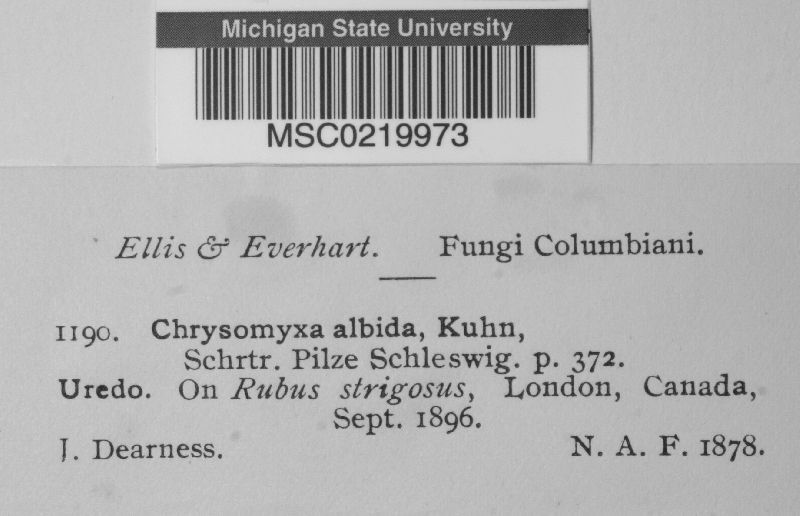 Michigan State University
MSC0219973
Ellis & Everhart. Fungi Columbiani.
1190. Chrysomyxa albida, Kuhn,
Schrtr. Pilze Schleswig. p. 372.
Uredo. On Rubus strigosus, London, Canada,
Sept. 1896.
J. Dearness. N. A. F. 1878.